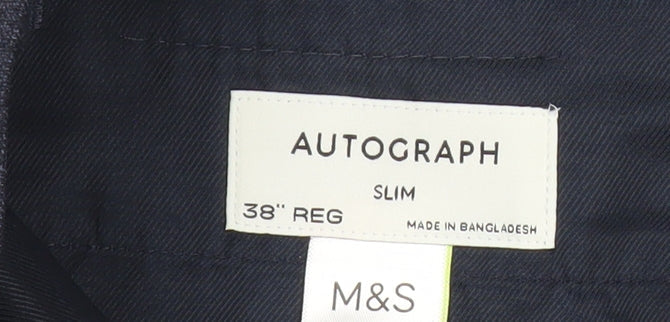 AUTOGRAPH
SLIM
38" REG
MADE IN BANGLADESH
M&S